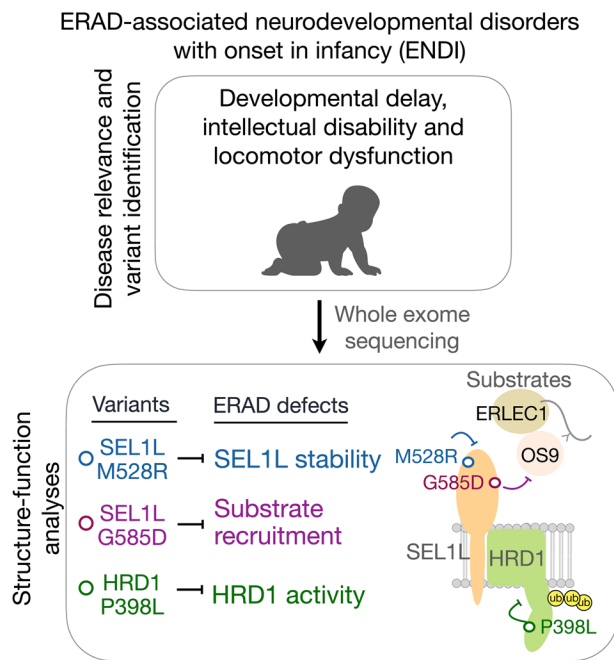 ERAD-associated neurodevelopmental disorders
with onset in infancy (ENDI)
Disease relevance and
variant identification
Developmental delay,
intellectual disability and
locomotor dysfunction
Whole exome
sequencing
Structure-function
analyses
Variants
ERAD defects
SEL1L
M528R
SEL1L stability
SEL1L
G585D
Substrate
recruitment
HRD1
P398L
HRD1 activity
Substrates
ERLEC1
OS9
M528R
G585D
SEL1L
HRD1
ub
ub
ub
P398L